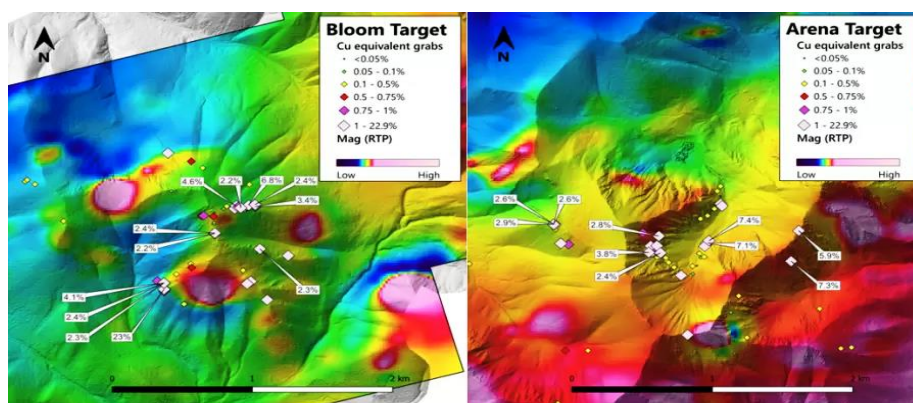 N
Bloom Target
Cu equivalent grabs
<0.05%
0.05 - 0.1%
0.1 - 0.5%
0.5 - 0.75%
0.75 - 1%
1 - 22.9%
Mag (RTP)
Low High
4.6%
2.2%
6.8%
2.4%
3.4%
2.4%
2.2%
2.3%
4.1%
2.4%
2.3%
23%
0 1 2 km
N
Arena Target
Cu equivalent grabs
<0.05%
0.05 - 0.1%
0.1 - 0.5%
0.5 - 0.75%
0.75 - 1%
1 - 22.9%
Mag (RTP)
Low High
2.6%
2.6%
2.9%
2.8%
7.4%
7.1%
3.8%
5.9%
2.4%
7.3%
0 1 2 km